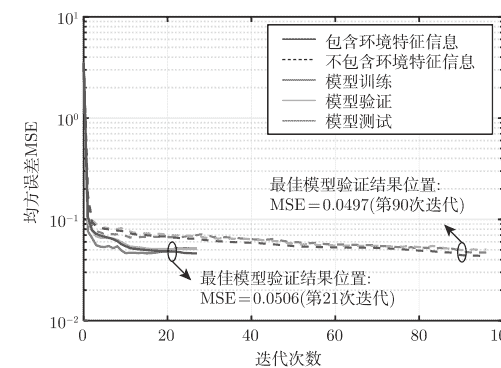 10¹
10⁰
10⁻¹
10⁻²
均方误差MSE
包含环境特征信息
不包含环境特征信息
模型训练
模型验证
模型测试
最佳模型验证结果位置:
MSE=0.0497(第90次迭代)
最佳模型验证结果位置:
MSE=0.0506(第21次迭代)
0 20 40 60 80
迭代次数